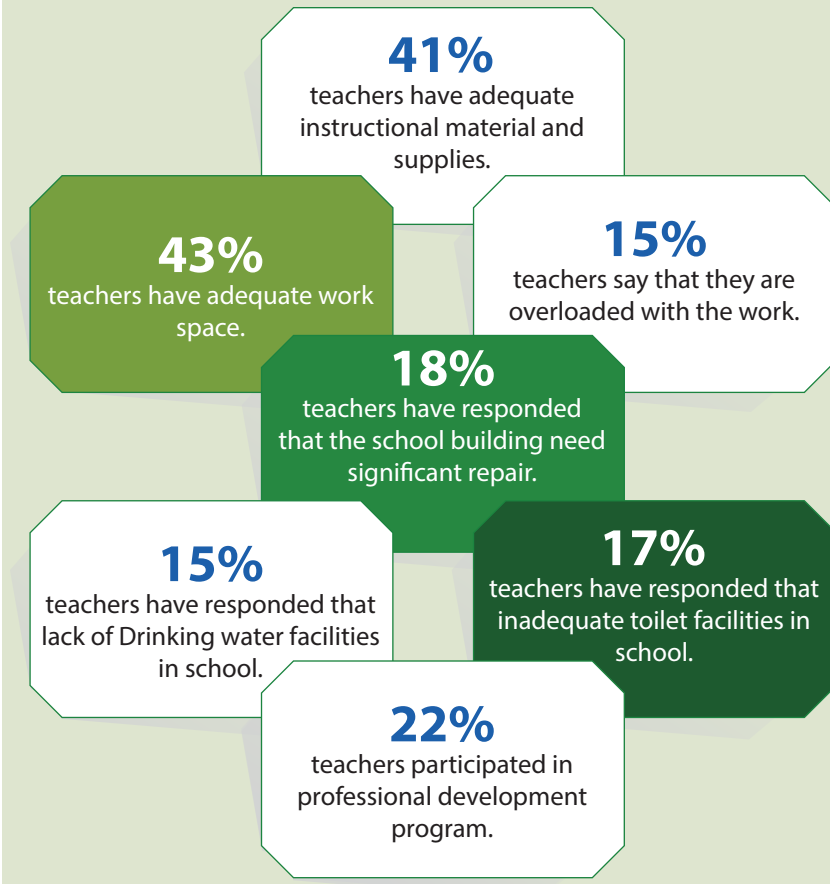 41%
teachers have adequate
instructional material and
supplies.
43%
teachers have adequate work
space.
15%
teachers say that they are
overloaded with the work.
18%
teachers have responded
that the school building need
significant repair.
15%
teachers have responded that
lack of Drinking water facilities
in school.
17%
teachers have responded that
inadequate toilet facilities in
school.
22%
teachers participated in
professional development
program.